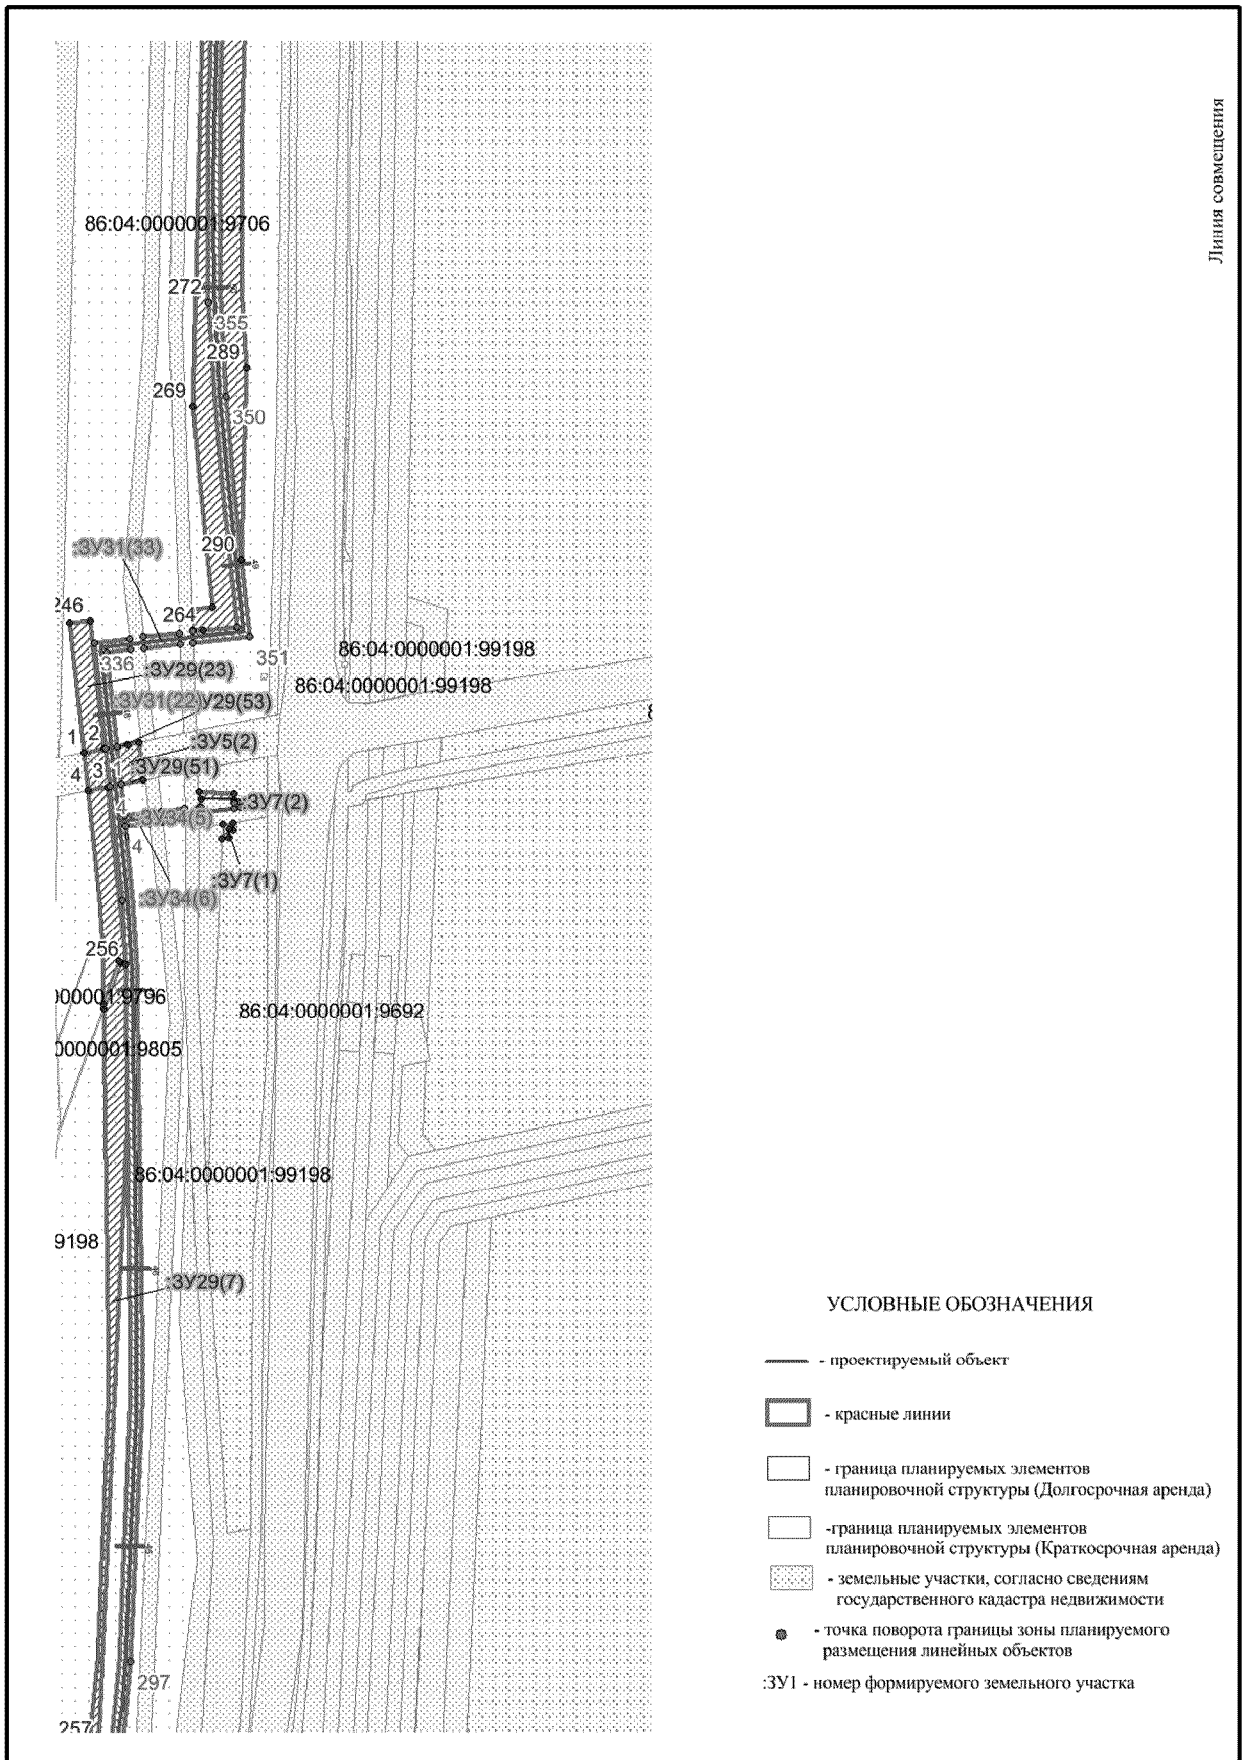 Линия совмещения
86:04:0000001:9706
272
355
289
269
350
290
:ЗУ31(33)
246
264
86:04:0000001:99198
336
351
:ЗУ29(23)
86:04:0000001:99198
:ЗУ31(22)
У29(53)
8
1
2
:ЗУ5(2)
4
3
1
:ЗУ29(51)
4
:ЗУ7(2)
:ЗУ34(5)
4
:ЗУ7(1)
:ЗУ34(6)
256
000001:9796
86:04:0000001:9692
0000001:9805
86:04:0000001:99198
9198
:ЗУ29(7)
297
257
УСЛОВНЫЕ ОБОЗНАЧЕНИЯ
- проектируемый объект
- красные линии
- граница планируемых элементов
планировочной структуры (Долгосрочная аренда)
-граница планируемых элементов
планировочной структуры (Краткосрочная аренда)
- земельные участки, согласно сведениям
государственного кадастра недвижимости
- точка поворота границы зоны планируемого
размещения линейных объектов
:ЗУ1 - номер формируемого земельного участка